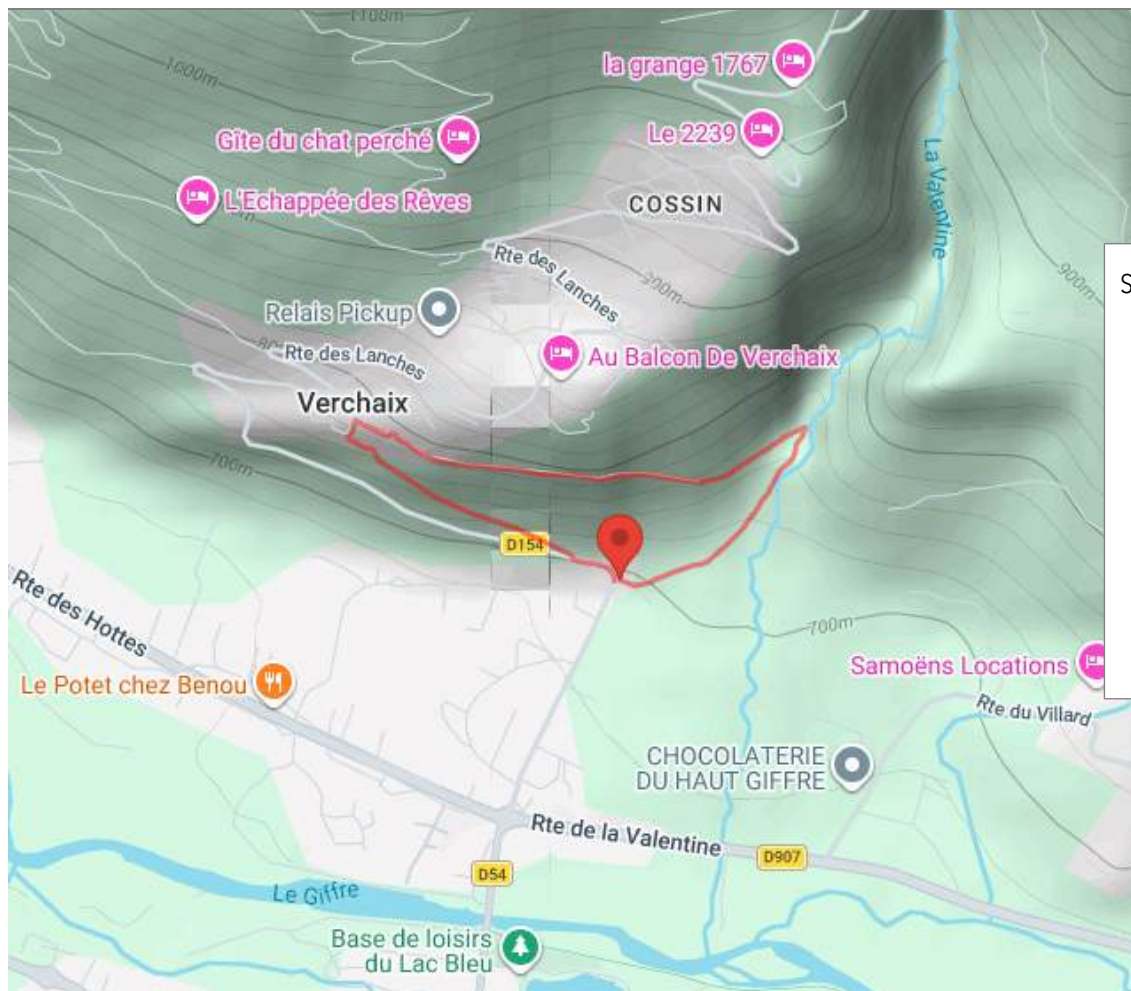 1100m
1000m
la grange 1767
Gîte du chat perché
Le 2239
La Valentine
L'Echappée des Rêves
COSSIN
Rte des Lanches
900m
900m
S
Relais Pickup
Rte des Lanches
Au Balcon De Verchaix
Verchaix
700m
D154
Rte des Hottes
700m
Samoëns Locations
Le Potet chez Benou
Rte du Villard
CHOCOLATERIE
DU HAUT GIFFRE
Rte de la Valentine
D907
D54
Le Giffre
Base de loisirs
du Lac Bleu